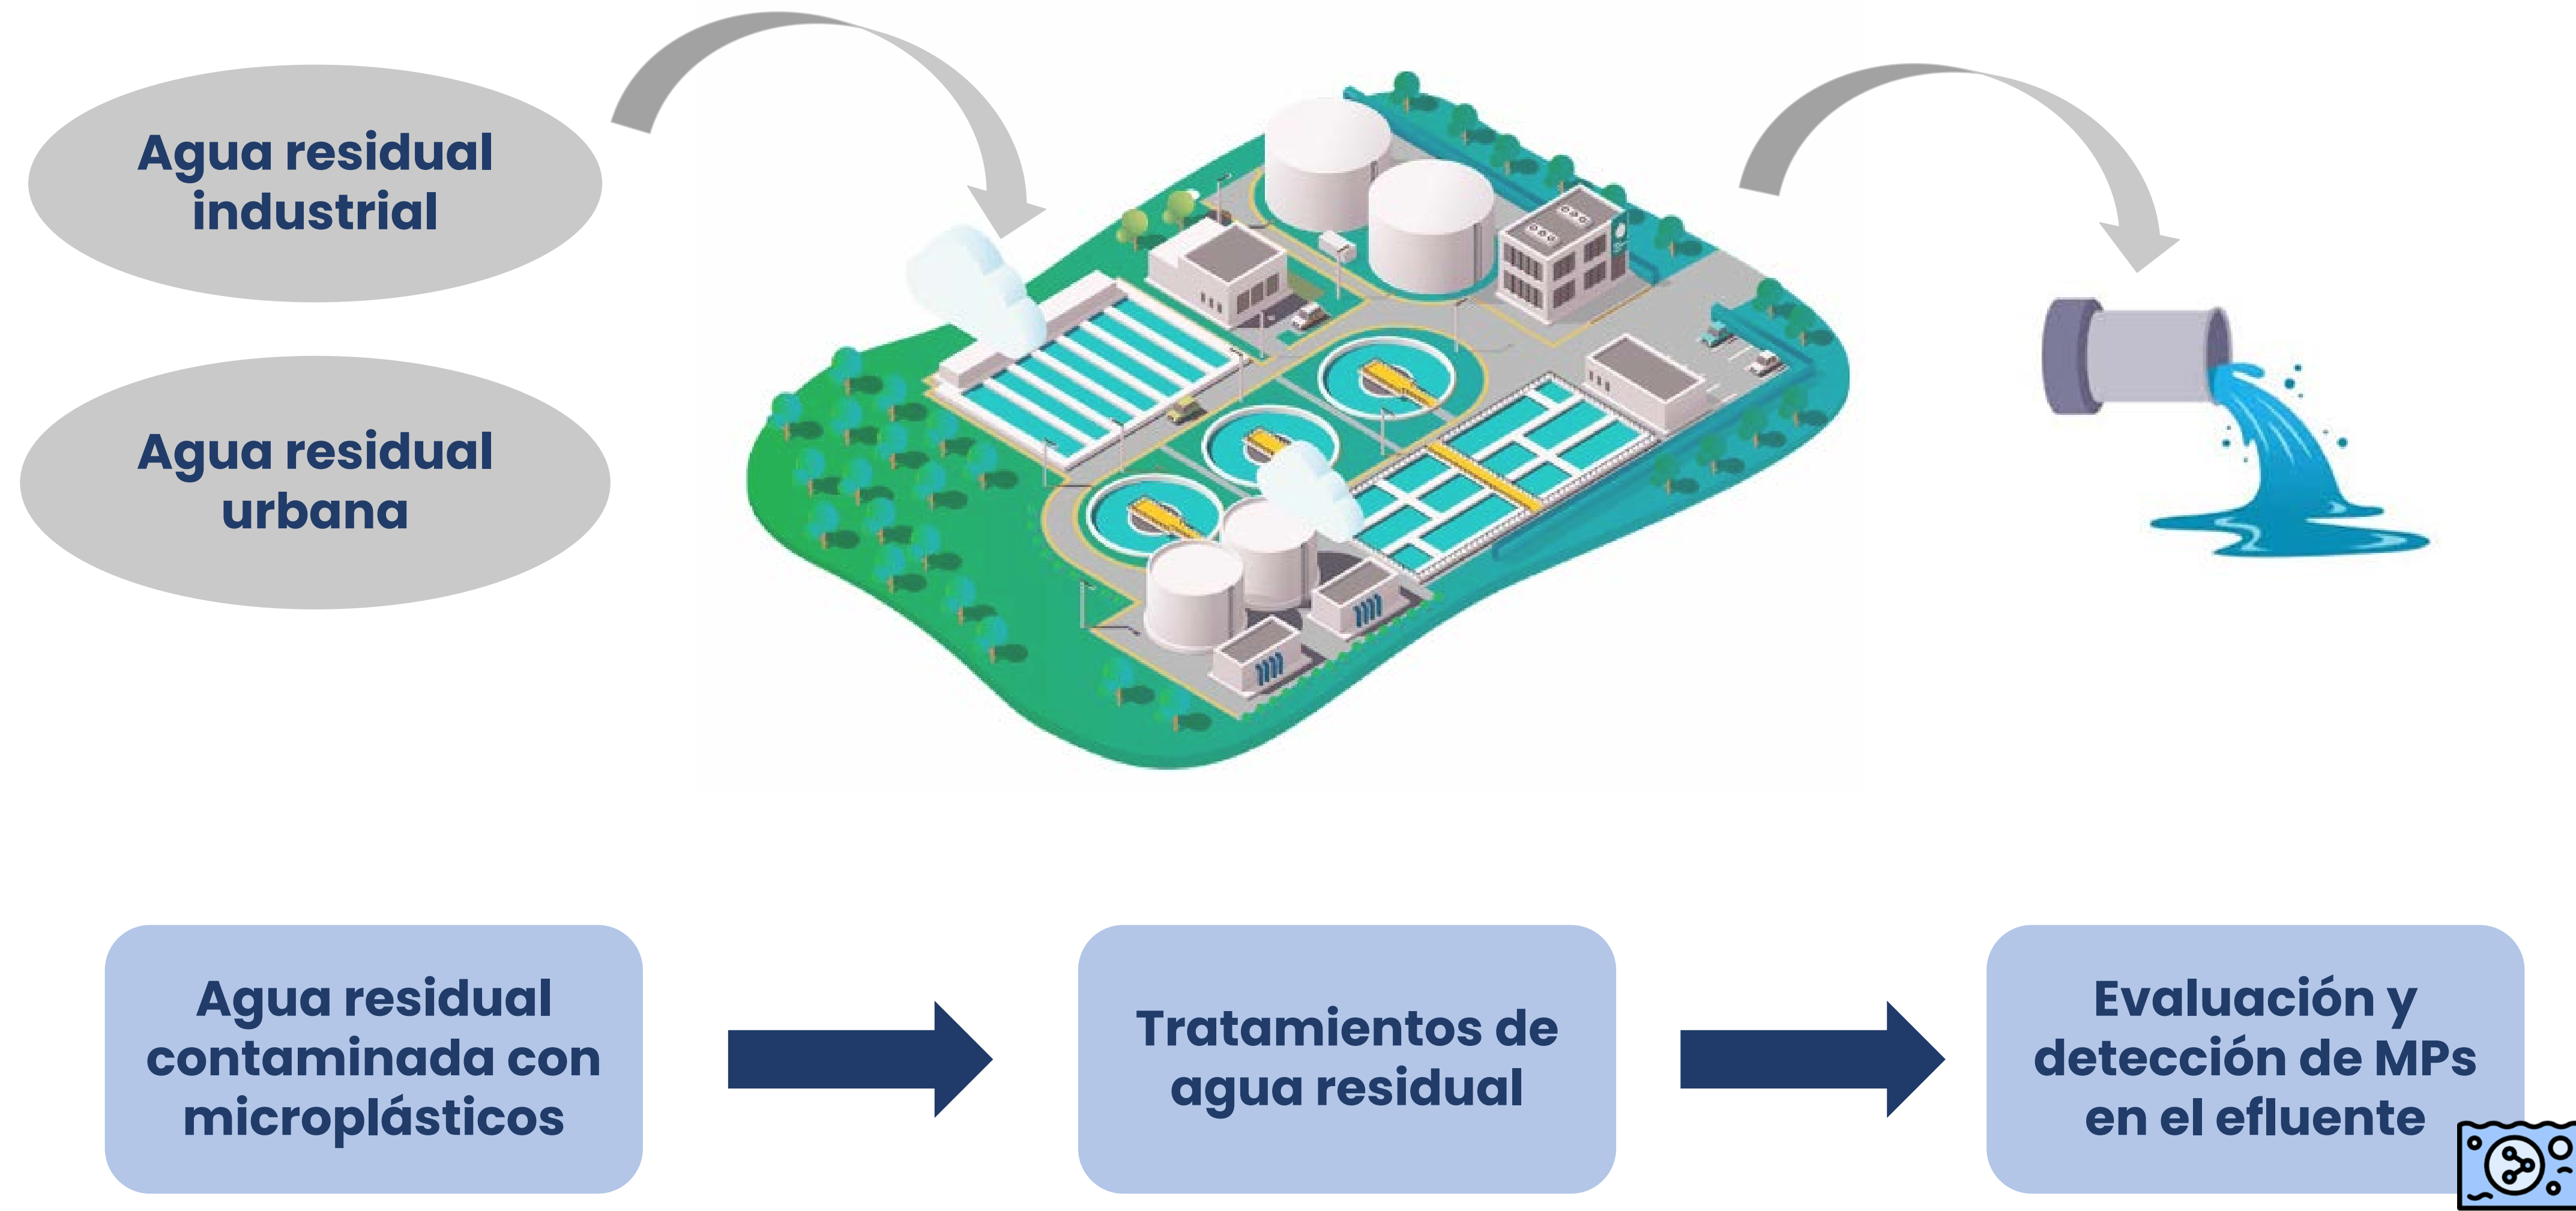 Agua residual
industrial
Agua residual
urbana
Agua residual
contaminada con
microplásticos
Tratamientos de
agua residual
Evaluación y
detección de MPs
en el efluente